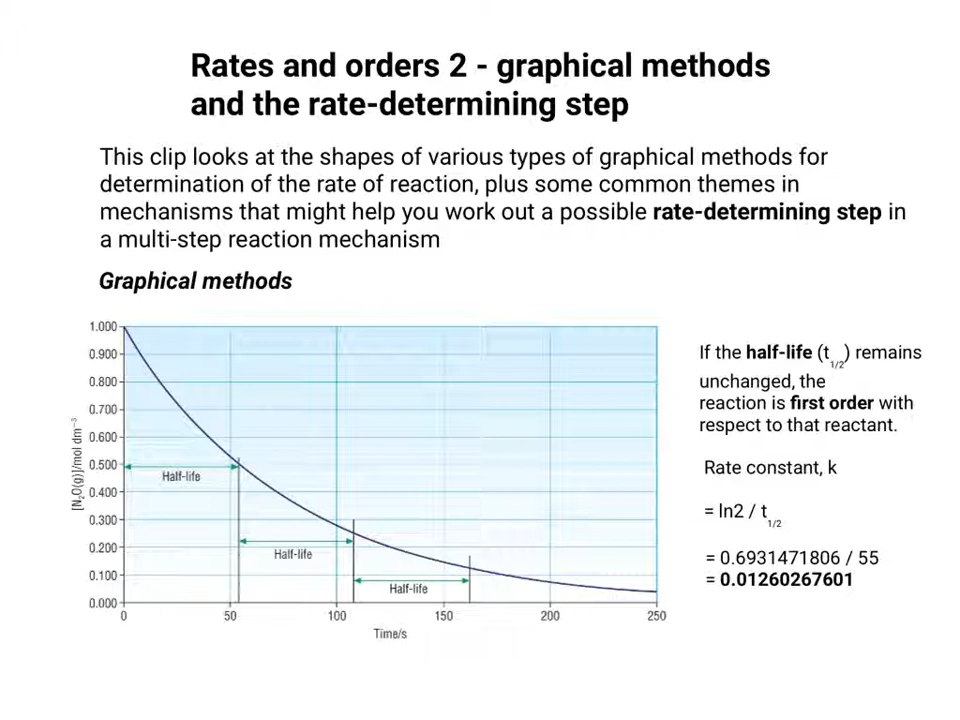 Rates and orders 2 - graphical methods
and the rate-determining step
This clip looks at the shapes of various types of graphical methods for
determination of the rate of reaction, plus some common themes in
mechanisms that might help you work out a possible rate-determining step in
a multi-step reaction mechanism
Graphical methods
1.000
0.900
0.800
0.700
0.600
0.500
0.400
0.300
0.200
0.100
0.000
[N₂O(g)]/mol dm⁻³
Half-life
Half-life
Half-life
0 50 100 150 200 250
Time/s
If the half-life (t₁/₂) remains
unchanged, the
reaction is first order with
respect to that reactant.
Rate constant, k
= ln2 / t₁/₂
= 0.6931471806 / 55
= 0.01260267601